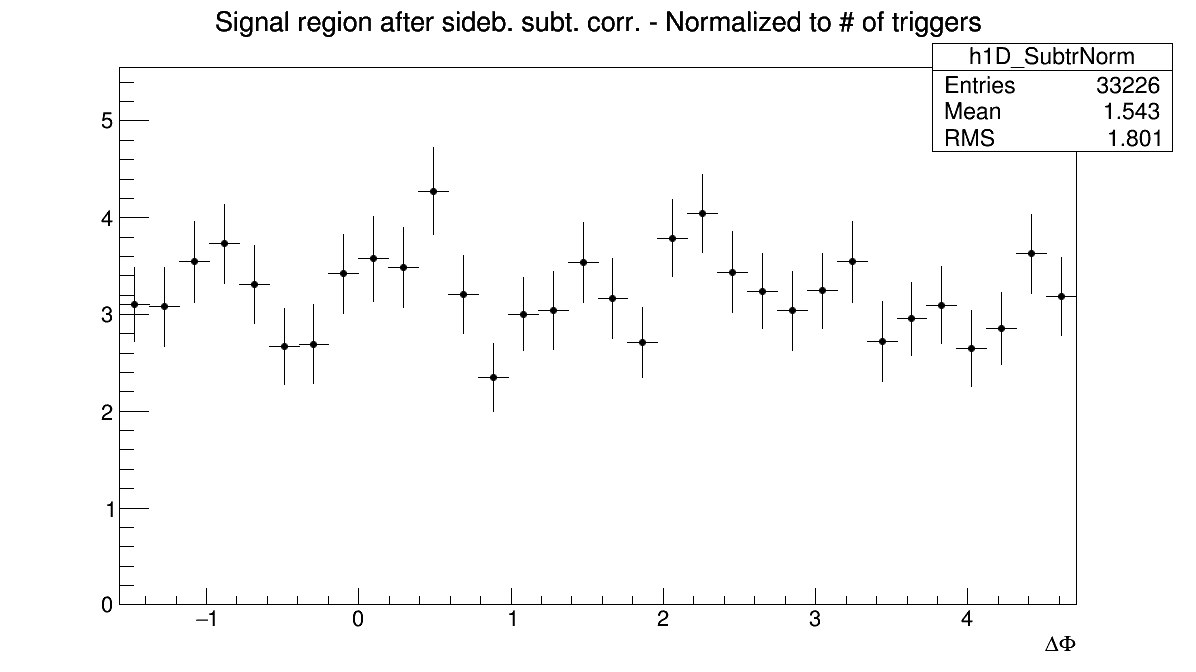 Signal region after sideb. subt. corr. - Normalized to # of triggers
h1D_SubtrNorm
Entries 33226
Mean 1.543
RMS 1.801
5
4
3
2
1
0
−1 0 1 2 3 4
ΔΦ